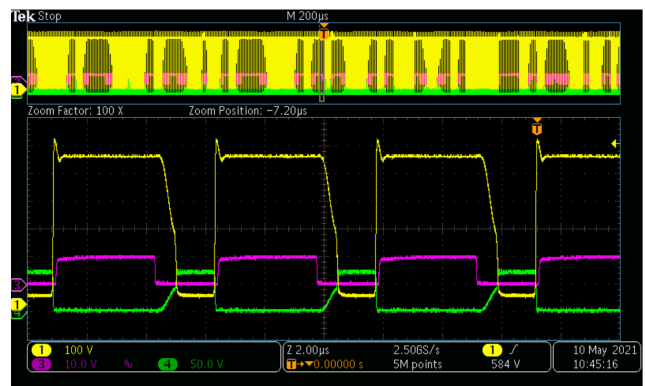 Tek Stop
M 200µs
T
1
Zoom Factor: 100 X
Zoom Position: -7.20µs
T
3
1
4
1 100 V
Z 2.00µs
2.50GS/s
1
10 May 2021
3 10.0 V
4 50.0 V
T→▼0.00000 s
5M points
584 V
10:45:16